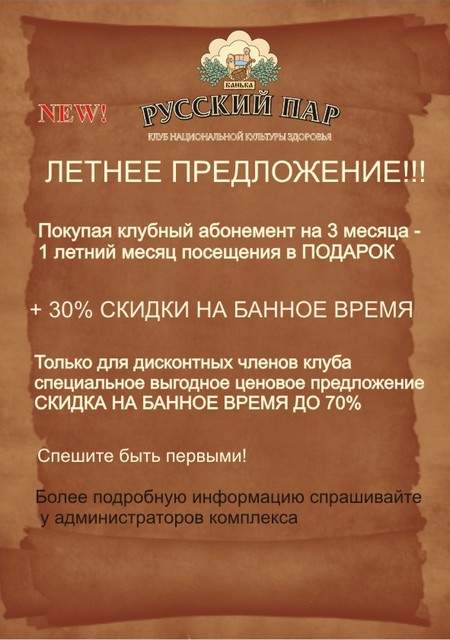 БАНЬКА
NEW!
РУССКИЙ ПАР
КЛУБ НАЦИОНАЛЬНОЙ КУЛЬТУРЫ ЗДОРОВЬЯ
ЛЕТНЕЕ ПРЕДЛОЖЕНИЕ!!!
Покупая клубный абонемент на 3 месяца -
1 летний месяц посещения в ПОДАРОК
+ 30% СКИДКИ НА БАННОЕ ВРЕМЯ
Только для дисконтных членов клуба
специальное выгодное ценовое предложение
СКИДКА НА БАННОЕ ВРЕМЯ ДО 70%
Спешите быть первыми!
Более подробную информацию спрашивайте
у администраторов комплекса